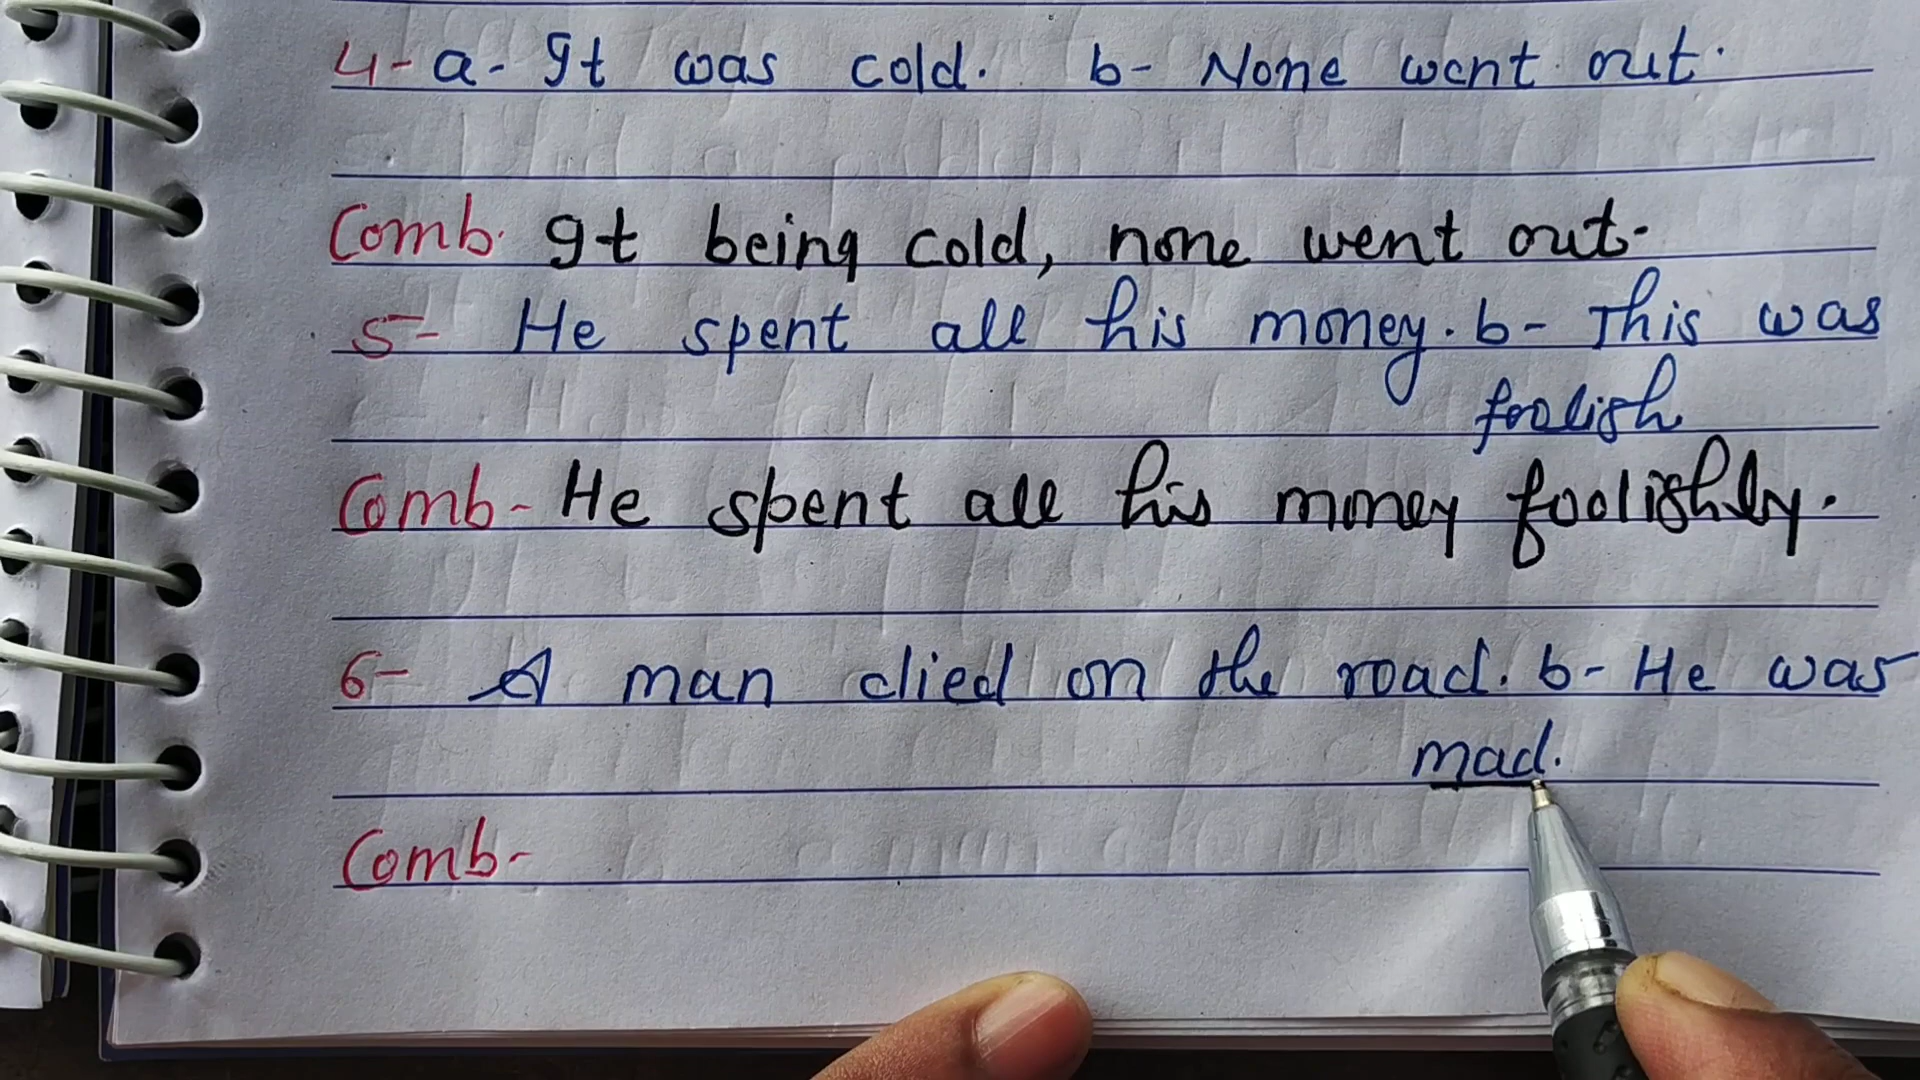 4- a- It was cold. b- None went out.
Comb. It being cold, none went out.
5- He spent all his money. b- This was
foolish
Comb- He spent all his money foolishly.
6- A man died on the road. b- He was
mad.
Comb-